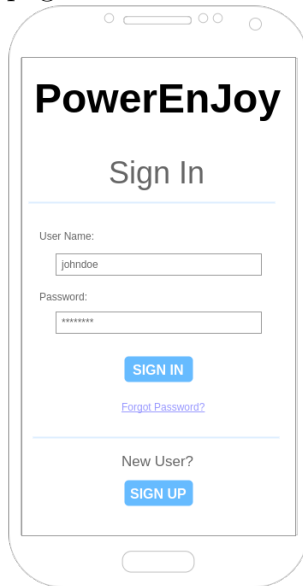 PowerEnJoy
Sign In
User Name:
johndoe
Password:
********
SIGN IN
Forgot Password?
New User?
SIGN UP